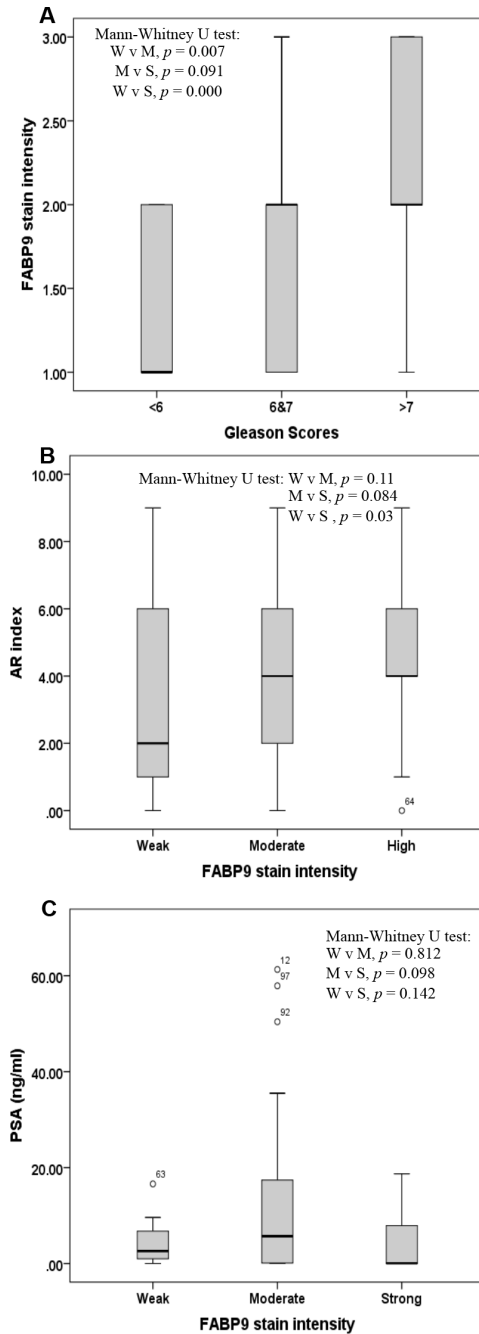 A
Mann-Whitney U test:
W v M, p = 0.007
M v S, p = 0.091
W v S, p = 0.000
FABP9 stain intensity
3.00
2.50
2.00
1.50
1.00
<6
6&7
>7
Gleason Scores
B
Mann-Whitney U test: W v M, p = 0.11
M v S, p = 0.084
W v S , p = 0.03
AR index
10.00
8.00
6.00
4.00
2.00
.00
64
Weak
Moderate
High
FABP9 stain intensity
C
Mann-Whitney U test:
W v M, p = 0.812
M v S, p = 0.098
W v S, p = 0.142
PSA (ng/ml)
60.00
40.00
20.00
.00
12
97
92
63
Weak
Moderate
Strong
FABP9 stain intensity